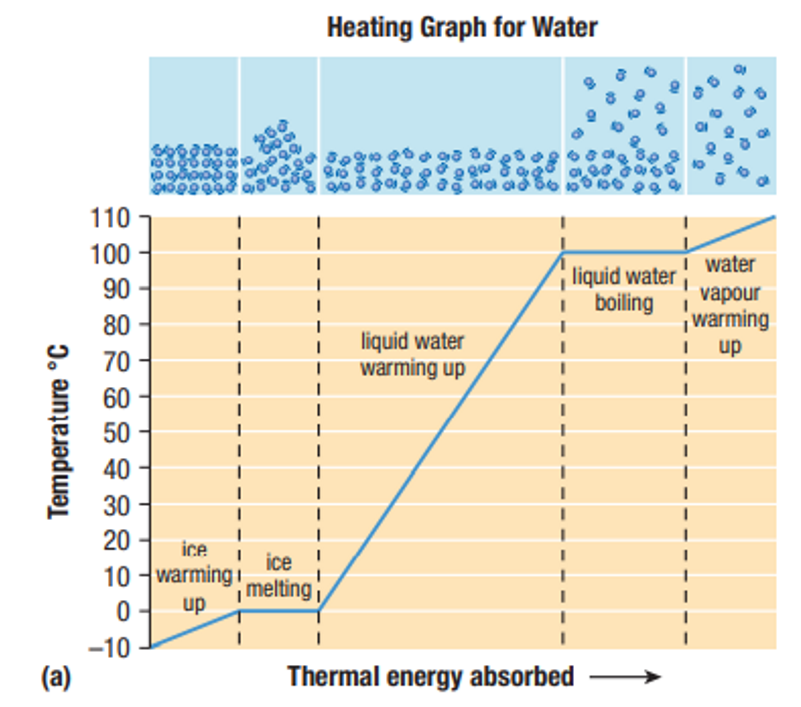 Heating Graph for Water
110
100
90
80
70
60
50
40
30
20
10
0
–10
Temperature °C
ice
warming
up
ice
melting
liquid water
warming up
liquid water
boiling
water
vapour
warming
up
(a)
Thermal energy absorbed